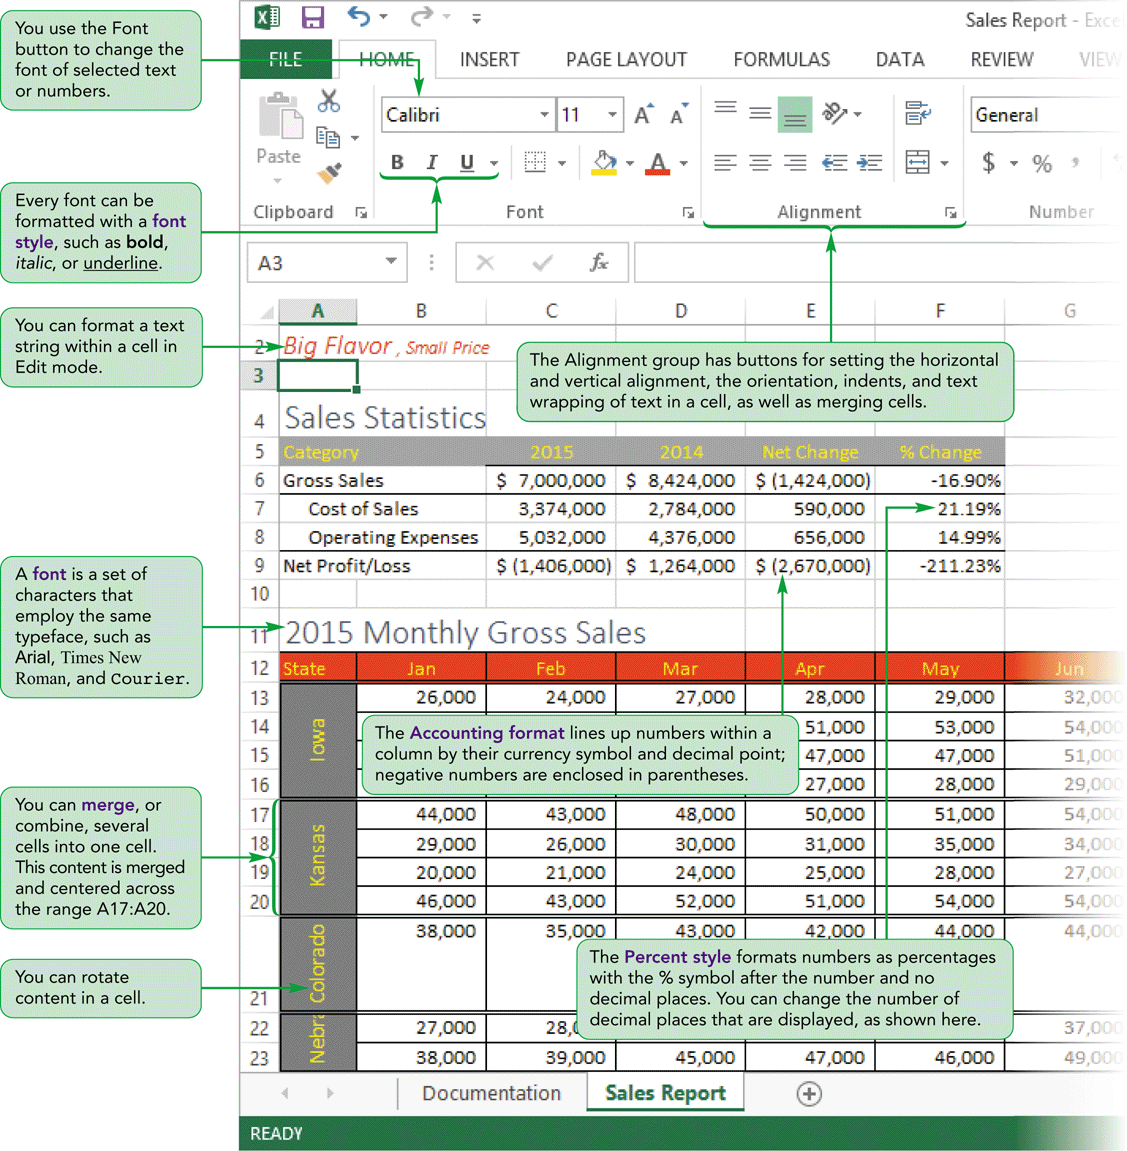 Sales Report - Exce
You use the Font
button to change the
font of selected text
or numbers.
FILE HOME INSERT PAGE LAYOUT FORMULAS DATA REVIEW VIEW
Calibri 11 A A General
Paste
B I U A $ % ,
Clipboard Font Alignment Number
Every font can be
formatted with a font
style, such as bold,
italic, or underline.
A3 fx
A B C D E F G
You can format a text
string within a cell in
Edit mode.
2 Big Flavor, Small Price
3
The Alignment group has buttons for setting the horizontal
and vertical alignment, the orientation, indents, and text
wrapping of text in a cell, as well as merging cells.
4 Sales Statistics
5 Category 2015 2014 Net Change % Change
6 Gross Sales $ 7,000,000 $ 8,424,000 $ (1,424,000) -16.90%
7 Cost of Sales 3,374,000 2,784,000 590,000 21.19%
8 Operating Expenses 5,032,000 4,376,000 656,000 14.99%
9 Net Profit/Loss $ (1,406,000) $ 1,264,000 $ (2,670,000) -211.23%
10
A font is a set of
characters that
employ the same
typeface, such as
Arial, Times New
Roman, and Courier.
11 2015 Monthly Gross Sales
12 State Jan Feb Mar Apr May Jun
13 26,000 24,000 27,000 28,000 29,000 32,000
Iowa
14 51,000 53,000 54,000
15 47,000 47,000 51,000
16 27,000 28,000 29,000
The Accounting format lines up numbers within a
column by their currency symbol and decimal point;
negative numbers are enclosed in parentheses.
You can merge, or
combine, several
cells into one cell.
This content is merged
and centered across
the range A17:A20.
17 44,000 43,000 48,000 50,000 51,000 54,000
Kansas
18 29,000 26,000 30,000 31,000 35,000 34,000
19 20,000 21,000 24,000 25,000 28,000 27,000
20 46,000 43,000 52,000 51,000 54,000 54,000
38,000 35,000 43,000 42,000 44,000 44,000
21 Colorado
The Percent style formats numbers as percentages
with the % symbol after the number and no
decimal places. You can change the number of
decimal places that are displayed, as shown here.
You can rotate
content in a cell.
22 27,000 28,0 37,000
Nebra
23 38,000 39,000 45,000 47,000 46,000 49,000
Documentation Sales Report
READY